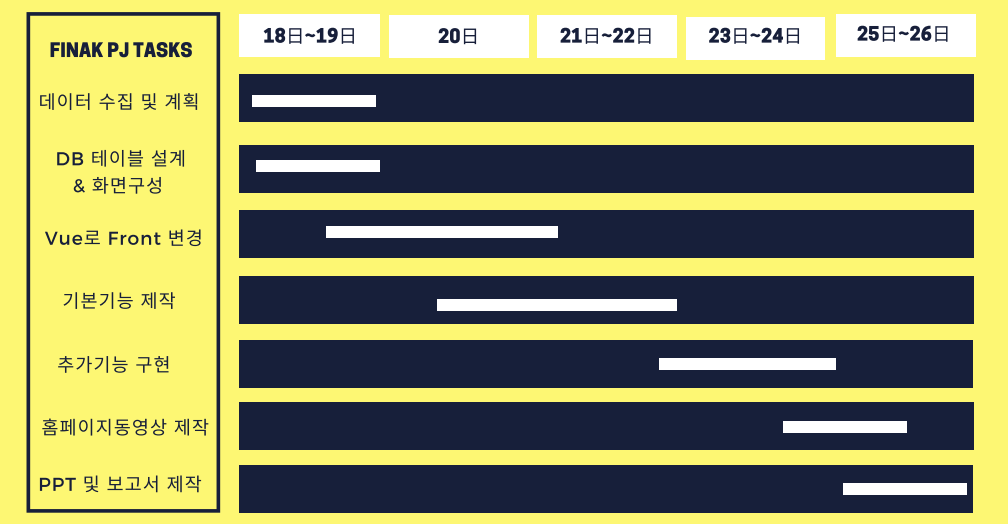 FINAK PJ TASKS
18日~19日
20日
21日~22日
23日~24日
25日~26日
데이터 수집 및 계획
DB 테이블 설계
& 화면구성
Vue로 Front 변경
기본기능 제작
추가기능 구현
홈페이지동영상 제작
PPT 및 보고서 제작